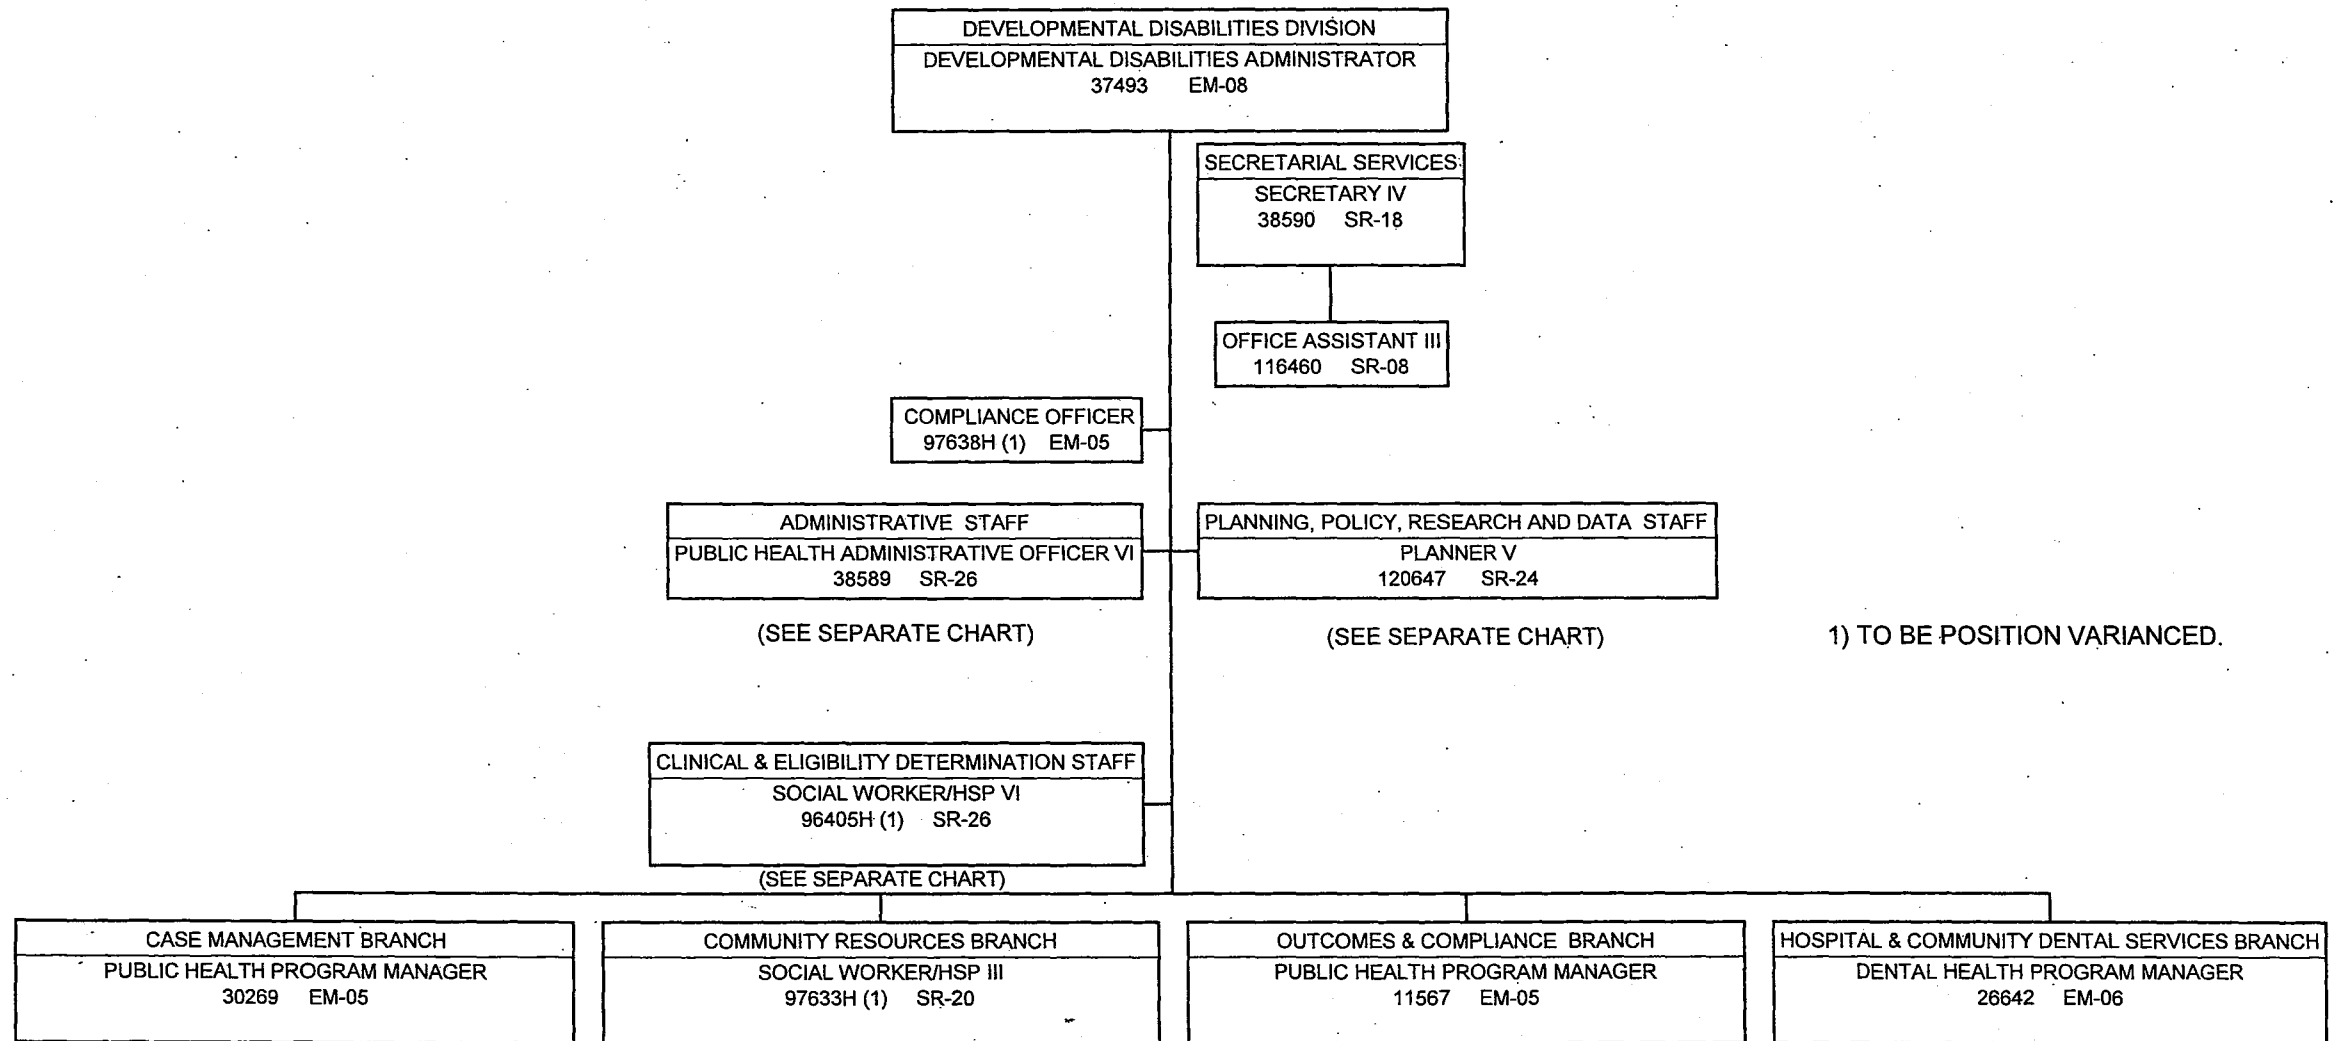 DEVELOPMENTAL DISABILITIES DIVISION
DEVELOPMENTAL DISABILITIES ADMINISTRATOR
37493 EM-08
SECRETARIAL SERVICES
SECRETARY IV
38590 SR-18
OFFICE ASSISTANT III
116460 SR-08
COMPLIANCE OFFICER
97638H (1) EM-05
ADMINISTRATIVE STAFF
PUBLIC HEALTH ADMINISTRATIVE OFFICER VI
38589 SR-26
(SEE SEPARATE CHART)
PLANNING, POLICY, RESEARCH AND DATA STAFF
PLANNER V
120647 SR-24
(SEE SEPARATE CHART)
1) TO BE POSITION VARIANCED.
CLINICAL & ELIGIBILITY DETERMINATION STAFF
SOCIAL WORKER/HSP VI
96405H (1) SR-26
(SEE SEPARATE CHART)
CASE MANAGEMENT BRANCH
PUBLIC HEALTH PROGRAM MANAGER
30269 EM-05
COMMUNITY RESOURCES BRANCH
SOCIAL WORKER/HSP III
97633H (1) SR-20
OUTCOMES & COMPLIANCE BRANCH
PUBLIC HEALTH PROGRAM MANAGER
11567 EM-05
HOSPITAL & COMMUNITY DENTAL SERVICES BRANCH
DENTAL HEALTH PROGRAM MANAGER
26642 EM-06